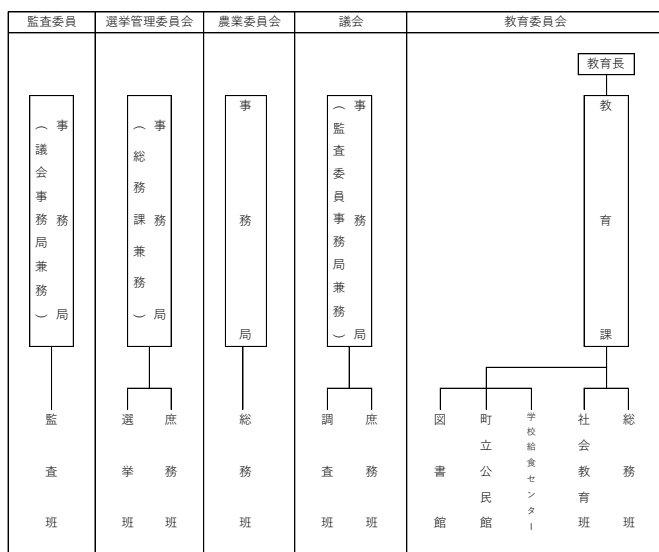 監査委員
選挙管理委員会
農業委員会
議会
教育委員会
教育長
事務局
（議会事務局兼務）
事務局
（総務課兼務）
事務局
事務局
（監査委員事務局兼務）
教育課
監査班
選挙班
庶務班
総務班
調査班
庶務班
図書館
町立公民館
学校給食センター
社会教育班
総務班